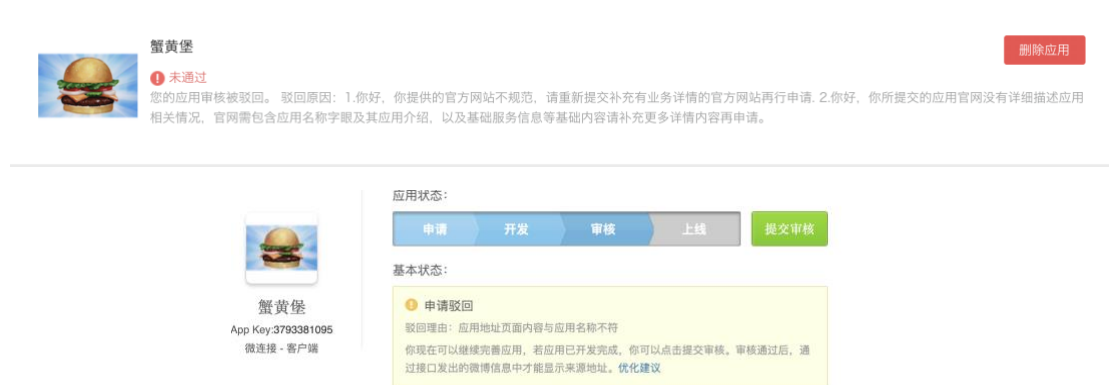 蟹黄堡
删除应用
未通过
您的应用审核被驳回。 驳回原因：1.你好，你提供的官方网站不规范，请重新提交补充有业务详情的官方网站再行申请. 2.你好，你所提交的应用官网没有详细描述应用
相关情况，官网需包含应用名称字眼及其应用介绍，以及基础服务信息等基础内容请补充更多详情内容再申请。
应用状态：
申请 开发 审核 上线 提交审核
基本状态：
申请驳回
驳回理由：应用地址页面内容与应用名称不符
你现在可以继续完善应用，若应用已开发完成，你可以点击提交审核。审核通过后，通
过接口发出的微博信息中才能显示来源地址。优化建议
蟹黄堡
App Key:3793381095
微连接 - 客户端